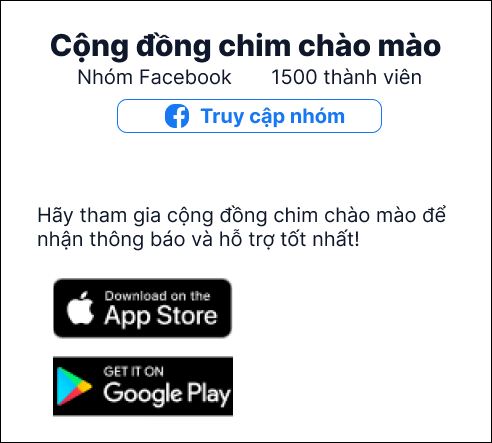 Cộng đồng chim chào mào
Nhóm Facebook 1500 thành viên
Truy cập nhóm
Hãy tham gia cộng đồng chim chào mào để
nhận thông báo và hỗ trợ tốt nhất!
Download on the
App Store
GET IT ON
Google Play